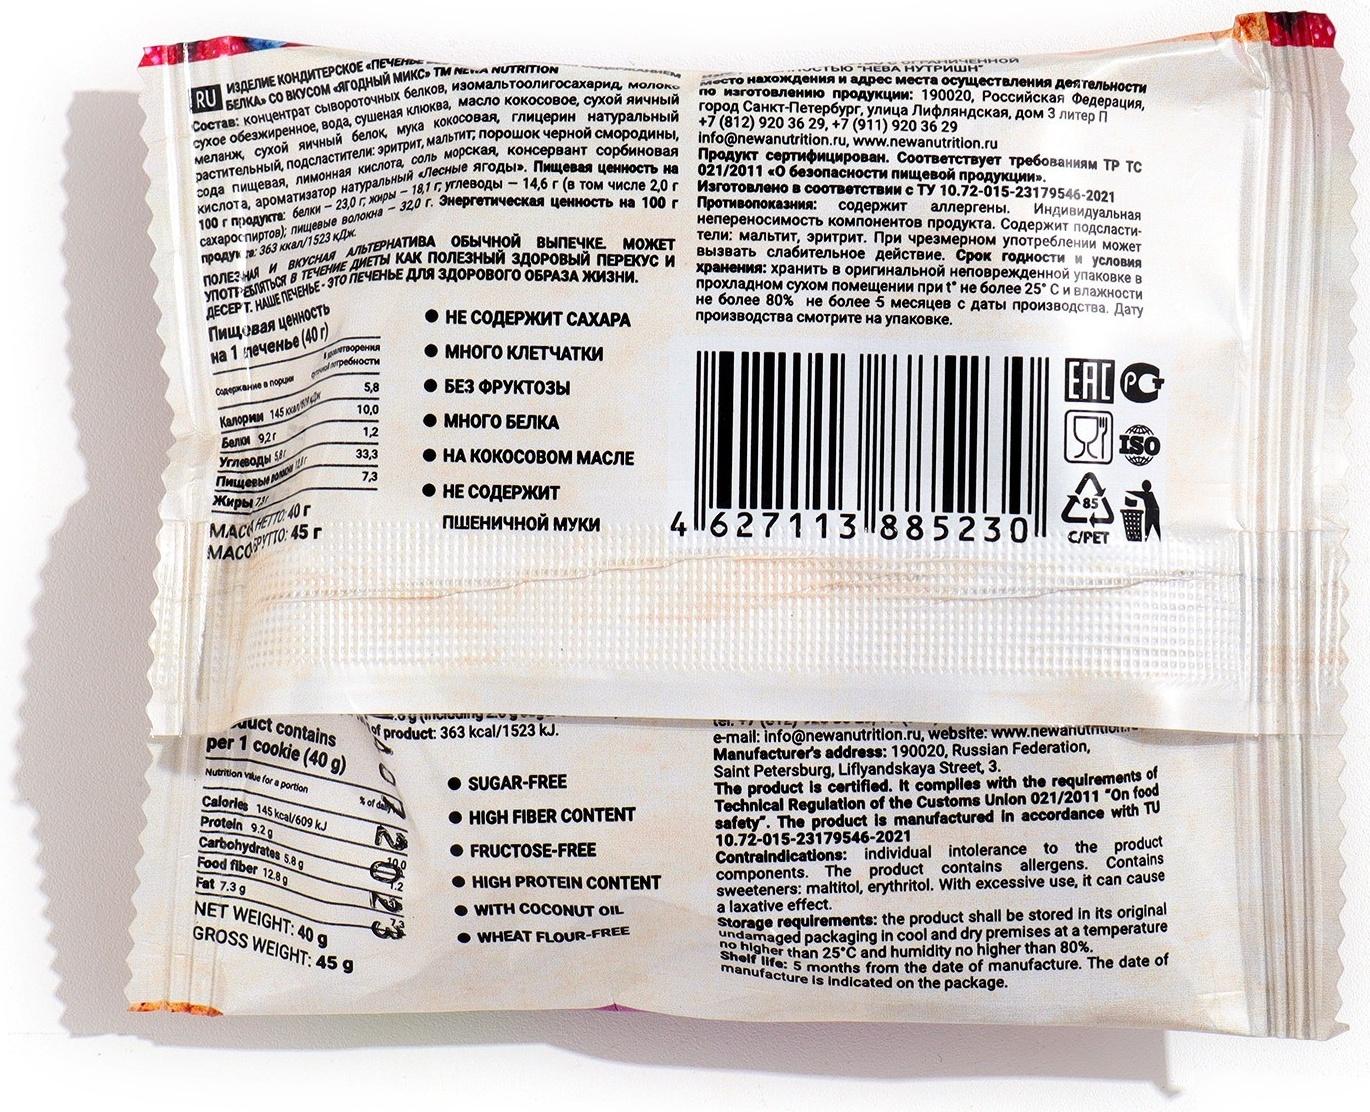 RU
ИЗДЕЛИЕ КОНДИТЕРСКОЕ «ПЕЧЕНЬЕ
БЕЛКА» СО ВКУСОМ «ЯГОДНЫЙ МИКС» ТМ NEWA NUTRITION
Состав: концентрат сывороточных белков, изомальтоолигосахарид, молоко
сухое обезжиренное, вода, сушеная клюква, масло кокосовое, сухой яичный
меланж, сухой яичный белок, мука кокосовая, глицерин натуральный
растительный, подсластители: эритрит, мальтит; порошок черной смородины,
сода пищевая, лимонная кислота, соль морская, консервант сорбиновая
кислота, ароматизатор натуральный «Лесные ягоды». Пищевая ценность на
100 г продукта: белки – 23,0 г; жиры – 18,1 г; углеводы – 14,6 г (в том числе 2,0 г
сахароспиртов); пищевые волокна – 32,0 г. Энергетическая ценность на 100 г
продукта: 363 ккал/1523 кДж.
ПОЛЕЗНАЯ И ВКУСНАЯ АЛЬТЕРНАТИВА ОБЫЧНОЙ ВЫПЕЧКЕ. МОЖЕТ
УПОТРЕБЛЯТЬСЯ В ТЕЧЕНИЕ ДИЕТЫ КАК ПОЛЕЗНЫЙ ЗДОРОВЫЙ ПЕРЕКУС И
ДЕСЕРТ. НАШЕ ПЕЧЕНЬЕ - ЭТО ПЕЧЕНЬЕ ДЛЯ ЗДОРОВОГО ОБРАЗА ЖИЗНИ.
Пищевая ценность
на 1 печенье (40 г)
Содержание в порции
потребности
Калории 145 ккал/609 кДж 5,8
Белки 9,2 г 10,0
Углеводы 5,8 г 1,2
Пищевые волокна 12,8 г 33,3
Жиры 7,3 г 7,3
МАССА НЕТТО: 40 г
МАССА БРУТТО: 45 г
● НЕ СОДЕРЖИТ САХАРА
● МНОГО КЛЕТЧАТКИ
● БЕЗ ФРУКТОЗЫ
● МНОГО БЕЛКА
● НА КОКОСОВОМ МАСЛЕ
● НЕ СОДЕРЖИТ
ПШЕНИЧНОЙ МУКИ
"НЕВА НУТРИШН"
Место нахождения и адрес места осуществления деятельности
по изготовлению продукции: 190020, Российская Федерация,
город Санкт-Петербург, улица Лифляндская, дом 3 литер П
+7 (812) 920 36 29, +7 (911) 920 36 29
info@newanutrition.ru, www.newanutrition.ru
Продукт сертифицирован. Соответствует требованиям ТР ТС
021/2011 «О безопасности пищевой продукции».
Изготовлено в соответствии с ТУ 10.72-015-23179546-2021
Противопоказния: содержит аллергены. Индивидуальная
непереносимость компонентов продукта. Содержит подсласти-
тели: мальтит, эритрит. При чрезмерном употреблении может
вызвать слабительное действие. Срок годности и условия
хранения: хранить в оригинальной неповрежденной упаковке в
прохладном сухом помещении при t° не более 25° С и влажности
не более 80% не более 5 месяцев с даты производства. Дату
производства смотрите на упаковке.
4 627113 885230
EAC
РСТ
ISO
85
C/PET
product contains
per 1 cookie (40 g)
Nutrition value for a portion
% of daily
Calories 145 kcal/609 kJ
Protein 9.2 g 10.0
Carbohydrates 5.8 g 1.2
Food fiber 12.8 g
Fat 7.3 g 7.3
NET WEIGHT: 40 g
GROSS WEIGHT: 45 g
of product: 363 kcal/1523 kJ.
● SUGAR-FREE
● HIGH FIBER CONTENT
● FRUCTOSE-FREE
● HIGH PROTEIN CONTENT
● WITH COCONUT OIL
● WHEAT FLOUR-FREE
e-mail: info@newanutrition.ru, website: www.newanutrition.ru
Manufacturer's address: 190020, Russian Federation,
Saint Petersburg, Liflyandskaya Street, 3.
The product is certified. It complies with the requirements of
Technical Regulation of the Customs Union 021/2011 "On food
safety". The product is manufactured in accordance with TU
10.72-015-23179546-2021
Contraindications: individual intolerance to the product
components. The product contains allergens. Contains
sweeteners: maltitol, erythritol. With excessive use, it can cause
a laxative effect.
Storage requirements: the product shall be stored in its original
undamaged packaging in cool and dry premises at a temperature
no higher than 25°C and humidity no higher than 80%.
Shelf life: 5 months from the date of manufacture. The date of
manufacture is indicated on the package.